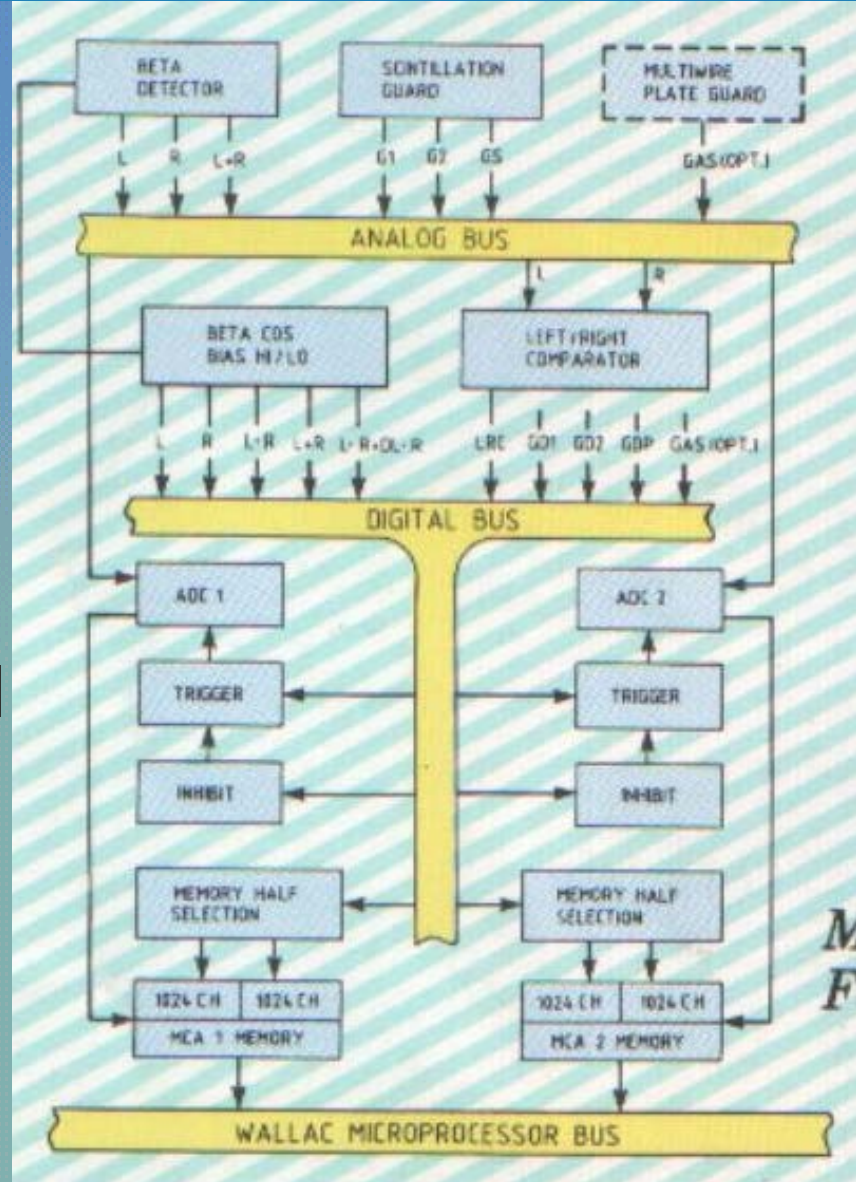 BETA
DETECTOR
SCINTILLATION
GUARD
MULTIWIRE
PLATE GUARD
L R L+R
G1 G2 GS
GAS(OPT.)
ANALOG BUS
L R
BETA COS
BIAS HI/LO
LEFT/RIGHT
COMPARATOR
L R L·R L+R L·R+DL·R
LRC GD1 GD2 GDP GAS(OPT.)
DIGITAL BUS
ADC 1
ADC 2
TRIGGER
TRIGGER
INHIBIT
INHIBIT
MEMORY HALF
SELECTION
MEMORY HALF
SELECTION
1024 CH 1024 CH
1024 CH 1024 CH
MCA 1 MEMORY
MCA 2 MEMORY
M
F
WALLAC MICROPROCESSOR BUS